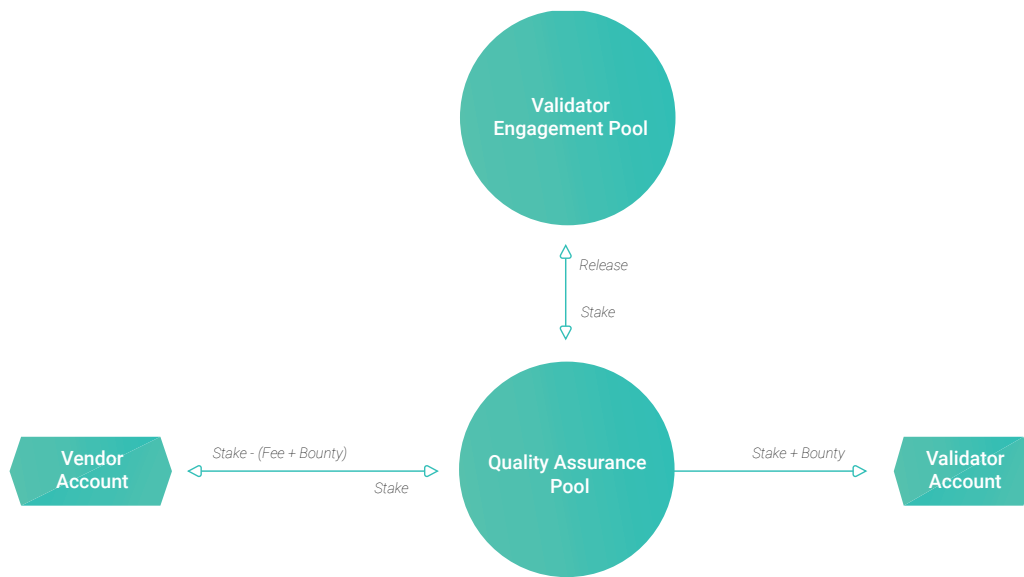 Validator
Engagement Pool
Release
Stake
Vendor
Account
Stake - (Fee + Bounty)
Stake
Quality Assurance
Pool
Stake + Bounty
Validator
Account